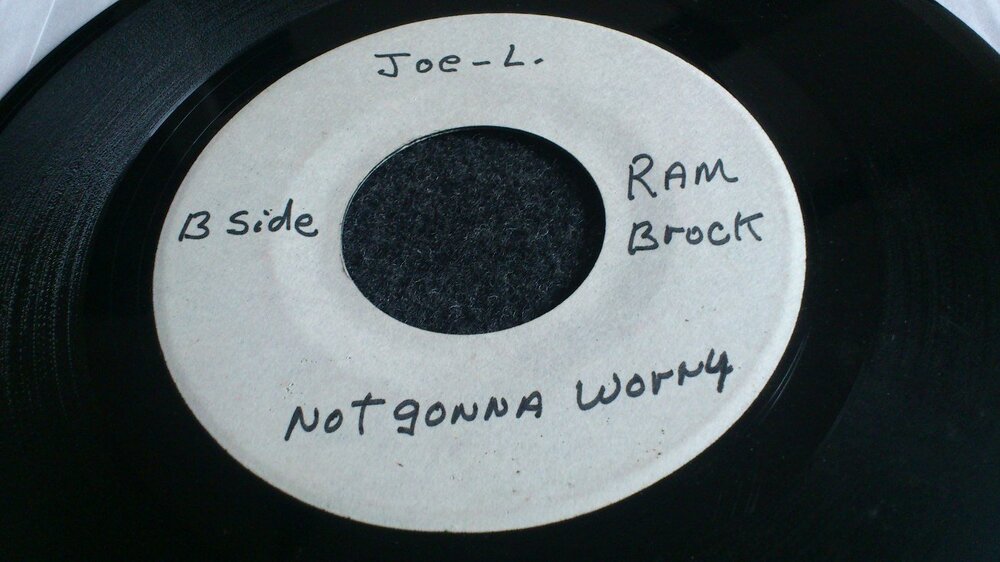 Joe-L.
B Side
RAM
Brock
NOT gONNA WORRY